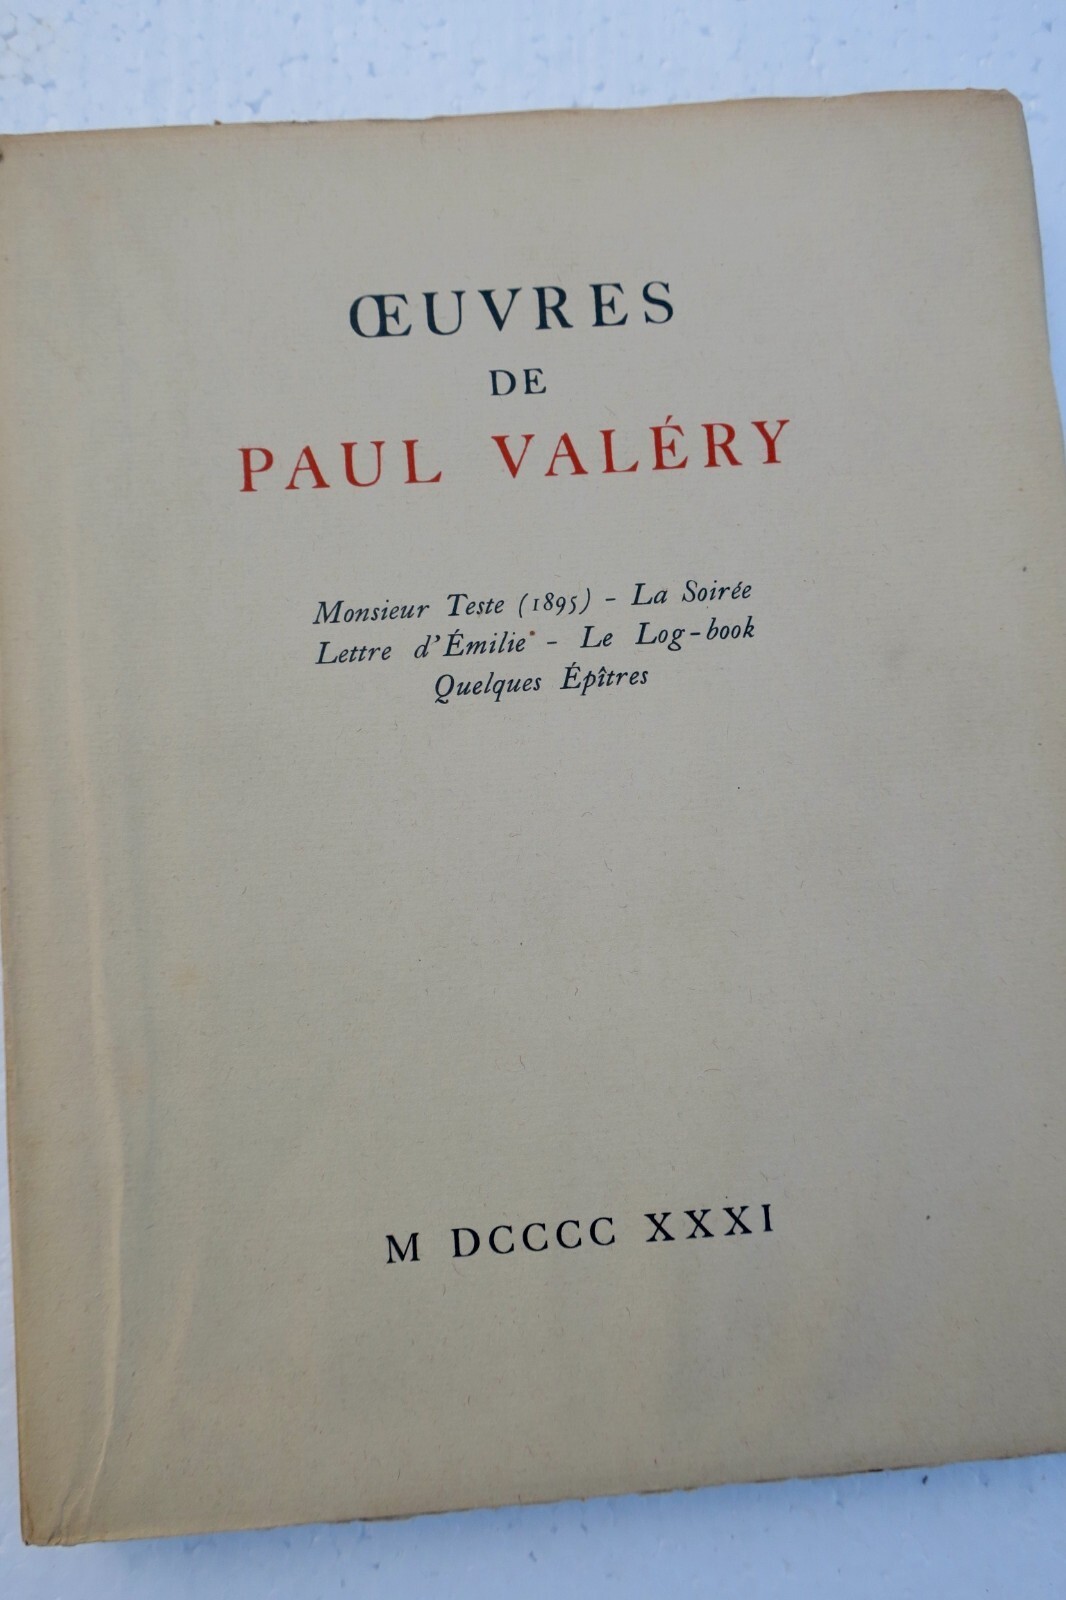 ŒUVRES
DE
PAUL VALÉRY
Monsieur Teste (1895) - La Soirée
Lettre d'Émilie - Le Log-book
Quelques Épîtres
M DCCCC XXXI